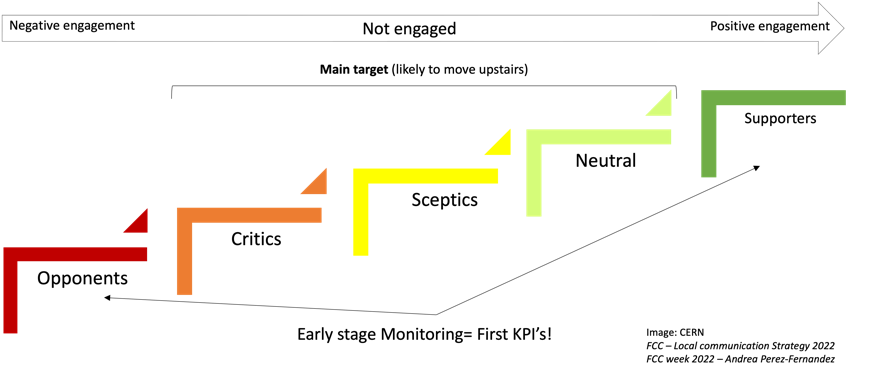 Negative engagement
Not engaged
Positive engagement
Main target (likely to move upstairs)
Supporters
Neutral
Sceptics
Critics
Opponents
Early stage Monitoring= First KPI's!
Image: CERN
FCC – Local communication Strategy 2022
FCC week 2022 – Andrea Perez-Fernandez